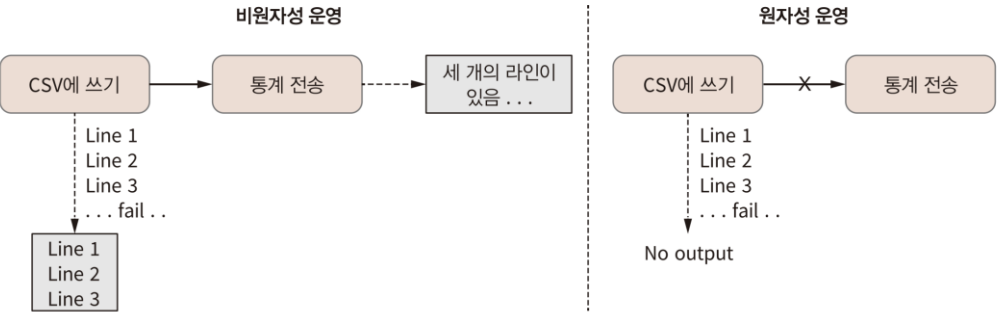 비원자성 운영
CSV에 쓰기
통계 전송
세 개의 라인이
있음 . . .
Line 1
Line 2
Line 3
. . . fail . .
Line 1
Line 2
Line 3
원자성 운영
CSV에 쓰기
X
통계 전송
Line 1
Line 2
Line 3
. . . fail . .
No output